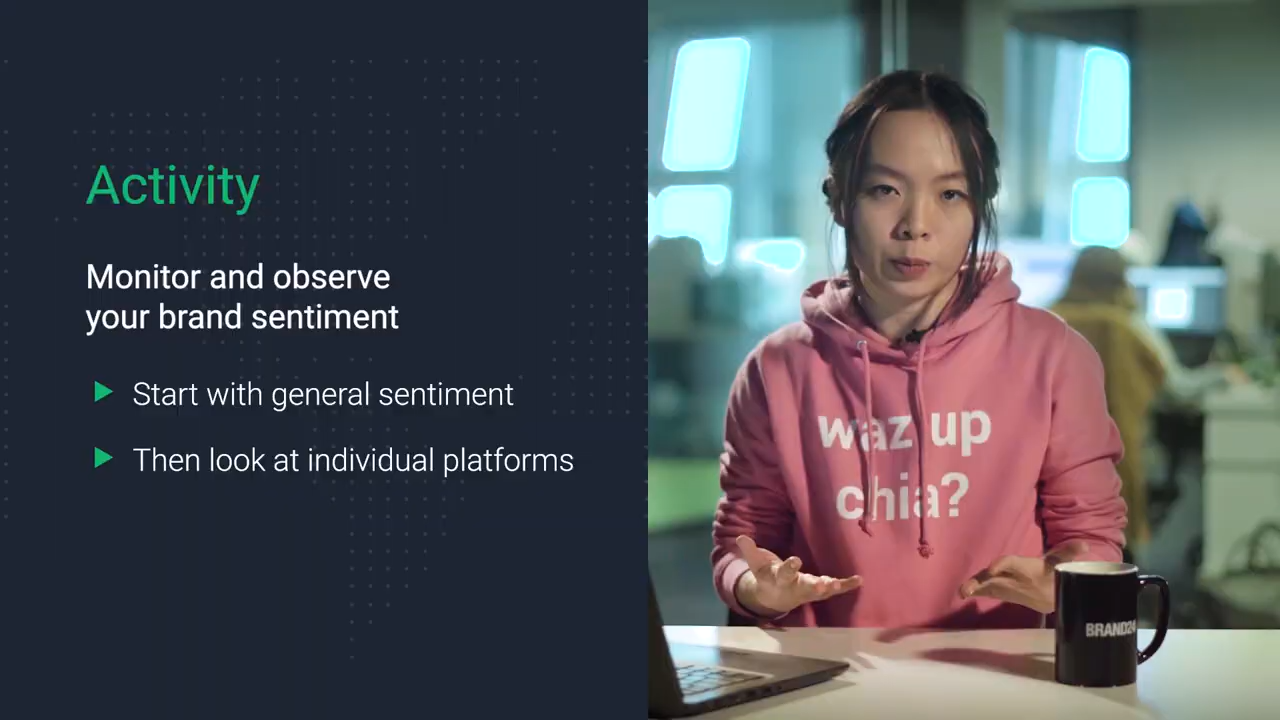 Activity
Monitor and observe
your brand sentiment
Start with general sentiment
Then look at individual platforms
waz up
chia?
BRAND24